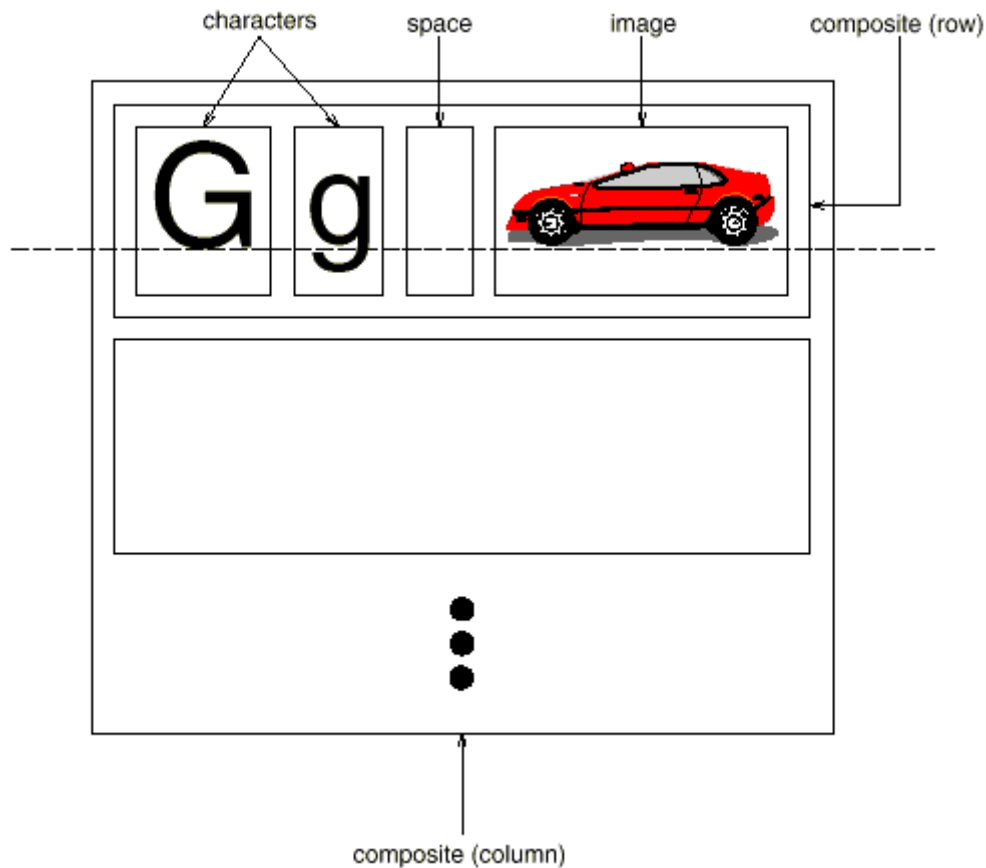 characters
space
image
composite (row)
G
g
composite (column)